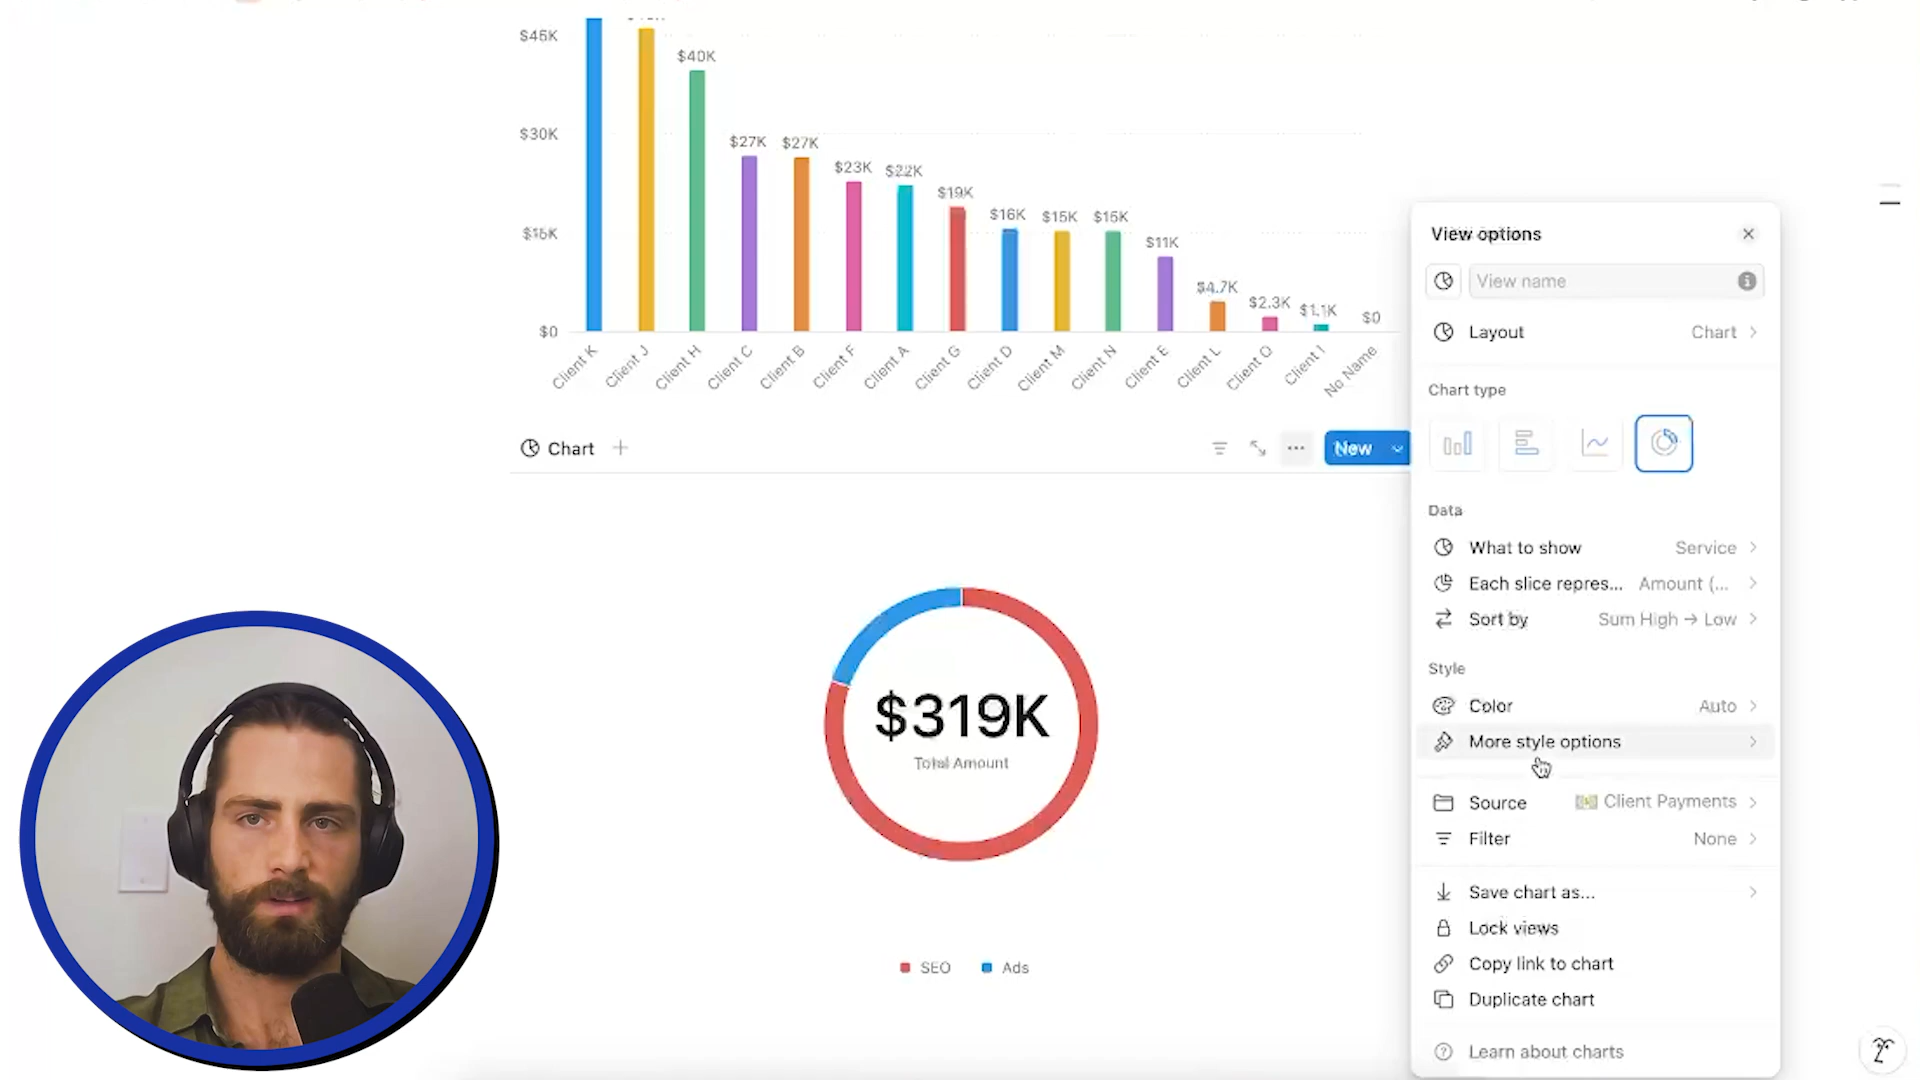 $45K
$40K
$30K
$27K
$27K
$23K
$22K
$19K
$16K
$15K
$15K
$11K
$4.7K
$2.3K
$1.1K
$0
$15K
$0
Client K
Client J
Client H
Client C
Client B
Client F
Client A
Client G
Client D
Client M
Client N
Client E
Client L
Client O
Client I
No Name
Chart
New
$319K
Total Amount
SEO
Ads
View options
View name
Layout Chart
Chart type
Data
What to show Service
Each slice repres... Amount (...
Sort by Sum High → Low
Style
Color Auto
More style options
Source Client Payments
Filter None
Save chart as...
Lock views
Copy link to chart
Duplicate chart
Learn about charts